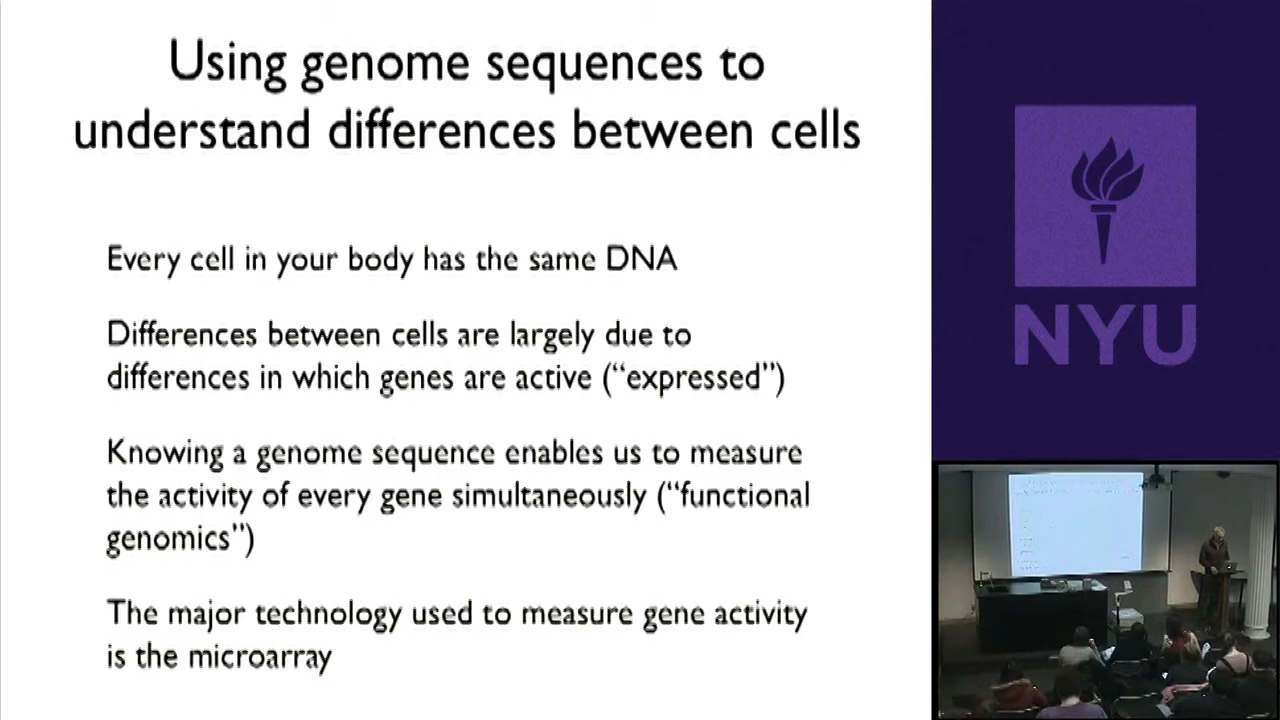 Using genome sequences to
understand differences between cells
Every cell in your body has the same DNA
Differences between cells are largely due to
differences in which genes are active (“expressed”)
Knowing a genome sequence enables us to measure
the activity of every gene simultaneously (“functional
genomics”)
The major technology used to measure gene activity
is the microarray
NYU